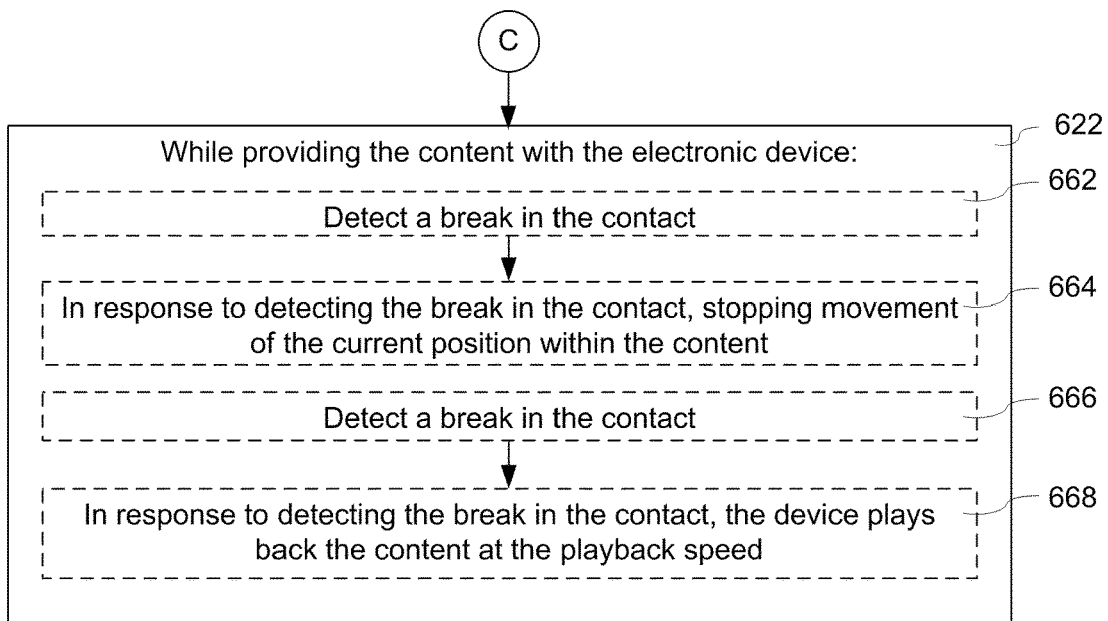 C
While providing the content with the electronic device:
622
Detect a break in the contact
662
In response to detecting the break in the contact, stopping movement
of the current position within the content
664
Detect a break in the contact
666
In response to detecting the break in the contact, the device plays
back the content at the playback speed
668